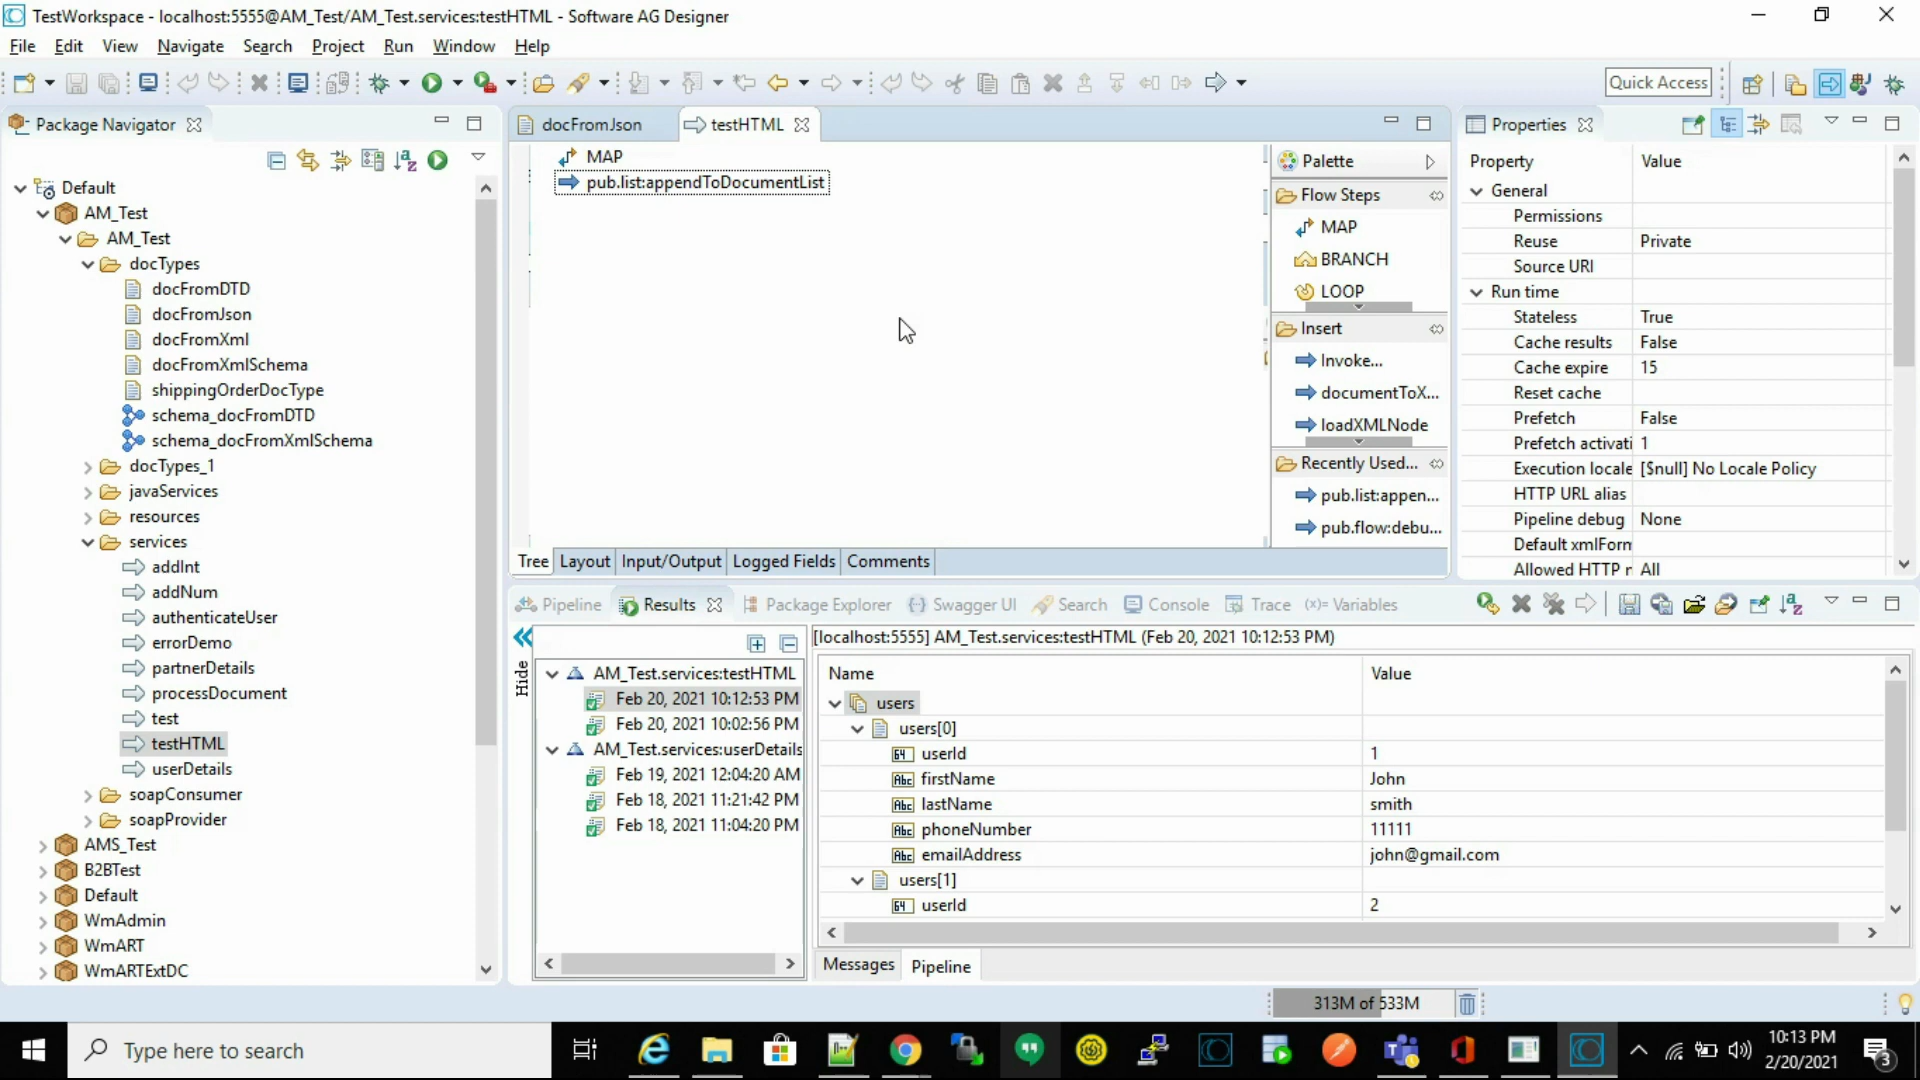 TestWorkspace - localhost:5555@AM_Test/AM_Test.services:testHTML - Software AG Designer
File Edit View Navigate Search Project Run Window Help
Quick Access
Package Navigator
Default
AM_Test
AM_Test
docTypes
docFromDTD
docFromJson
docFromXml
docFromXmlSchema
shippingOrderDocType
schema_docFromDTD
schema_docFromXmlSchema
docTypes_1
javaServices
resources
services
addInt
addNum
authenticateUser
errorDemo
partnerDetails
processDocument
test
testHTML
userDetails
soapConsumer
soapProvider
AMS_Test
B2BTest
Default
WmAdmin
WmART
WmARTExtDC
docFromJson testHTML
MAP
pub.list:appendToDocumentList
Palette
Flow Steps
MAP
BRANCH
LOOP
Insert
Invoke...
documentToX...
loadXMLNode
Recently Used...
pub.list:appen...
pub.flow:debu...
Tree Layout Input/Output Logged Fields Comments
Properties
Property Value
General
Permissions
Reuse Private
Source URI
Run time
Stateless True
Cache results False
Cache expire 15
Reset cache
Prefetch False
Prefetch activati 1
Execution locale [$null] No Locale Policy
HTTP URL alias
Pipeline debug None
Default xmlForm
Allowed HTTP r All
Pipeline Results Package Explorer Swagger UI Search Console Trace (x)= Variables
Hide
AM_Test.services:testHTML
Feb 20, 2021 10:12:53 PM
Feb 20, 2021 10:02:56 PM
AM_Test.services:userDetails
Feb 19, 2021 12:04:20 AM
Feb 18, 2021 11:21:42 PM
Feb 18, 2021 11:04:20 PM
[localhost:5555] AM_Test.services:testHTML (Feb 20, 2021 10:12:53 PM)
Name Value
users
users[0]
64 userId 1
Abc firstName John
Abc lastName smith
Abc phoneNumber 11111
Abc emailAddress john@gmail.com
users[1]
64 userId 2
Messages Pipeline
313M of 533M
Type here to search
10:13 PM
2/20/2021
3